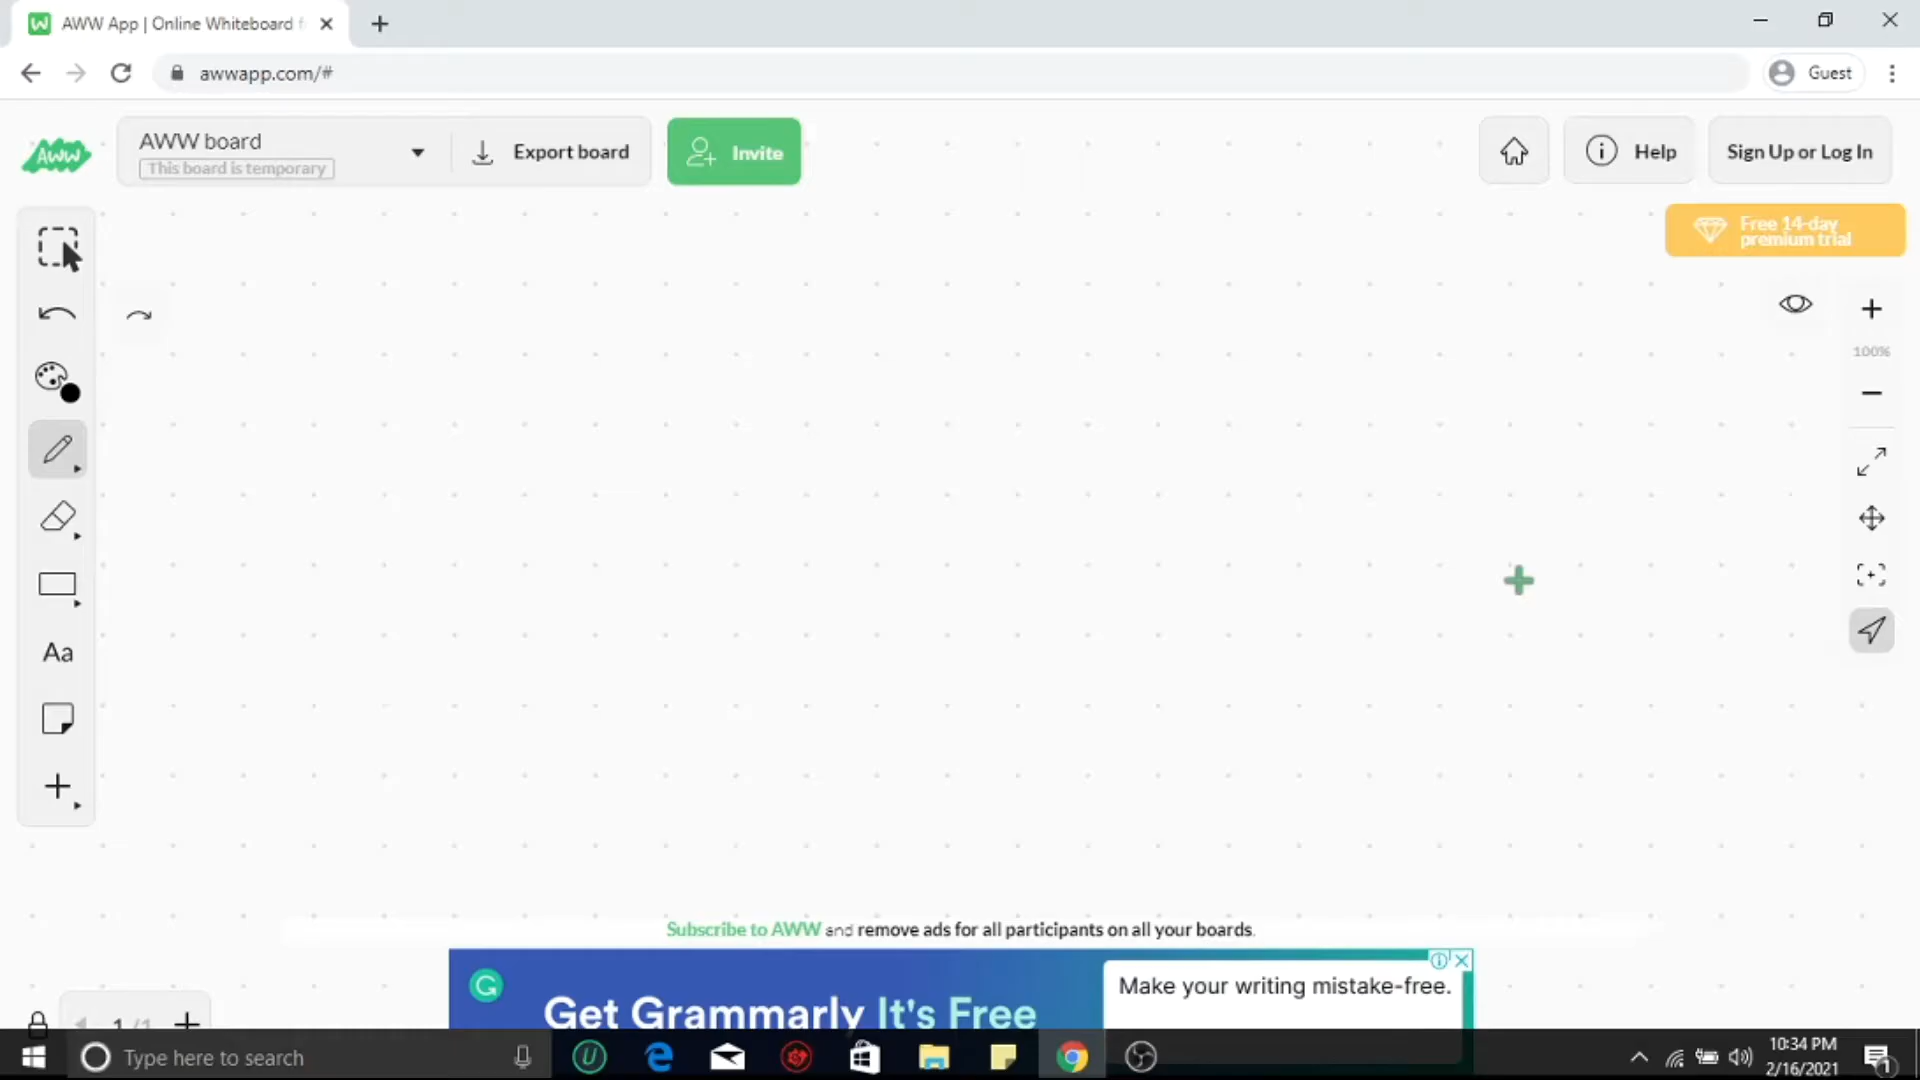 AWW App | Online Whiteboard f
awwapp.com/#
Guest
AWW
AWW board
This board is temporary
Export board
Invite
Help
Sign Up or Log In
Free 14-day
premium trial
100%
Aa
Subscribe to AWW and remove ads for all participants on all your boards.
Get Grammarly It's Free
Make your writing mistake-free.
1 /1
Type here to search
10:34 PM
2/16/2021
1